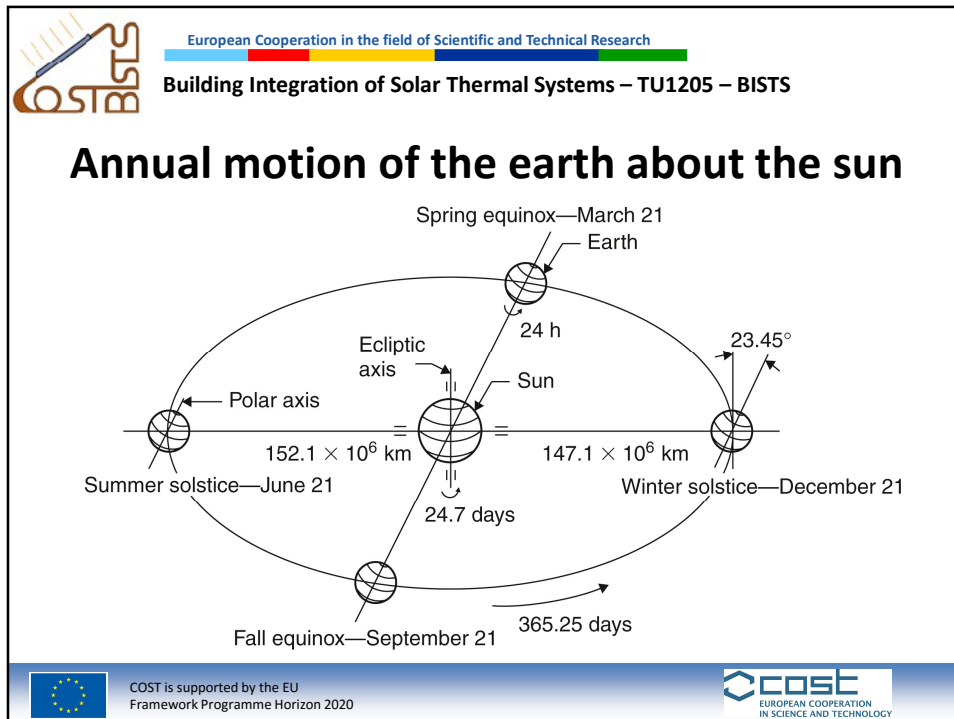 COST
BISTS
European Cooperation in the field of Scientific and Technical Research
Building Integration of Solar Thermal Systems – TU1205 – BISTS
Annual motion of the earth about the sun
Spring equinox—March 21
Earth
24 h
23.45°
Ecliptic
axis
Sun
Polar axis
152.1 × 10⁶ km
147.1 × 10⁶ km
Summer solstice—June 21
Winter solstice—December 21
24.7 days
365.25 days
Fall equinox—September 21
COST is supported by the EU
Framework Programme Horizon 2020
cost
EUROPEAN COOPERATION
IN SCIENCE AND TECHNOLOGY